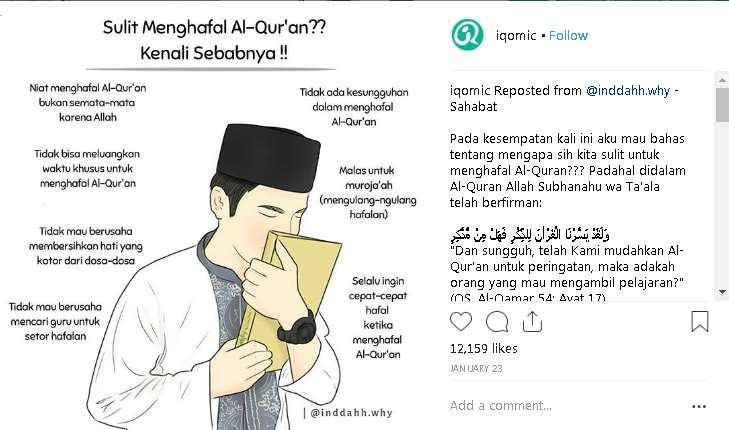 Sulit Menghafal Al-Qur'an??
Kenali Sebabnya !!
Niat menghafal Al-Qur'an
bukan semata-mata
karena Allah
Tidak bisa meluangkan
waktu khusus untuk
menghafal Al-Qur'an
Tidak mau berusaha
membersihkan hati yang
kotor dari dosa-dosa
Tidak mau berusaha
mencari guru untuk
setor hafalan
Tidak ada kesungguhan
dalam menghafal
Al-Qur'an
Malas untuk
muroja'ah
(mengulang-ngulang
hafalan)
Selalu ingin
cepat-cepat
hafal
ketika
menghafal
Al-Qur'an
| @inddahh.why
iqomic • Follow
iqomic Reposted from @inddahh.why -
Sahabat
Pada kesempatan kali ini aku mau bahas
tentang mengapa sih kita sulit untuk
menghafal Al-Quran??? Padahal didalam
Al-Quran Allah Subhanahu wa Ta'ala
telah berfirman:
وَلَقَدْ يَسَّرْنَا الْقُرْاٰنَ لِلذِّكْرِ فَهَلْ مِنْ مُّدَّكِرٍ
"Dan sungguh, telah Kami mudahkan Al-
Qur'an untuk peringatan, maka adakah
orang yang mau mengambil pelajaran?"
(QS. Al-Qamar 54: Ayat 17)
12,159 likes
JANUARY 23
Add a comment...